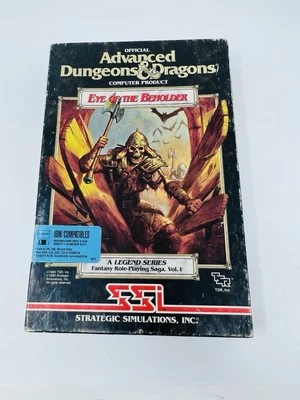 OFFICIAL
Advanced
Dungeons & Dragons
COMPUTER PRODUCT
EYE OF THE BEHOLDER
IBM/COMPATIBLES
A LEGEND SERIES
Fantasy Role-Playing Saga, Vol. I
SSI
TSR, Inc.
STRATEGIC SIMULATIONS, INC.